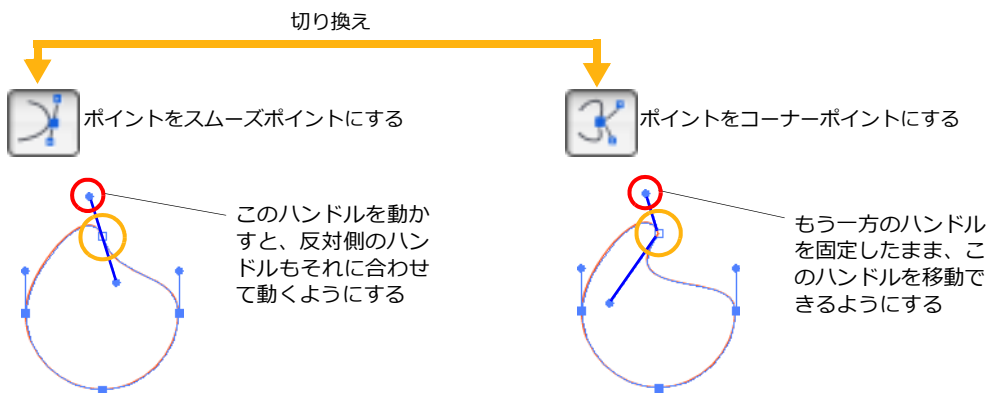 切り換え
ポイントをスムーズポイントにする
ポイントをコーナーポイントにする
このハンドルを動か
すと、反対側のハン
ドルもそれに合わせ
て動くようにする
もう一方のハンドル
を固定したまま、こ
のハンドルを移動で
きるようにする